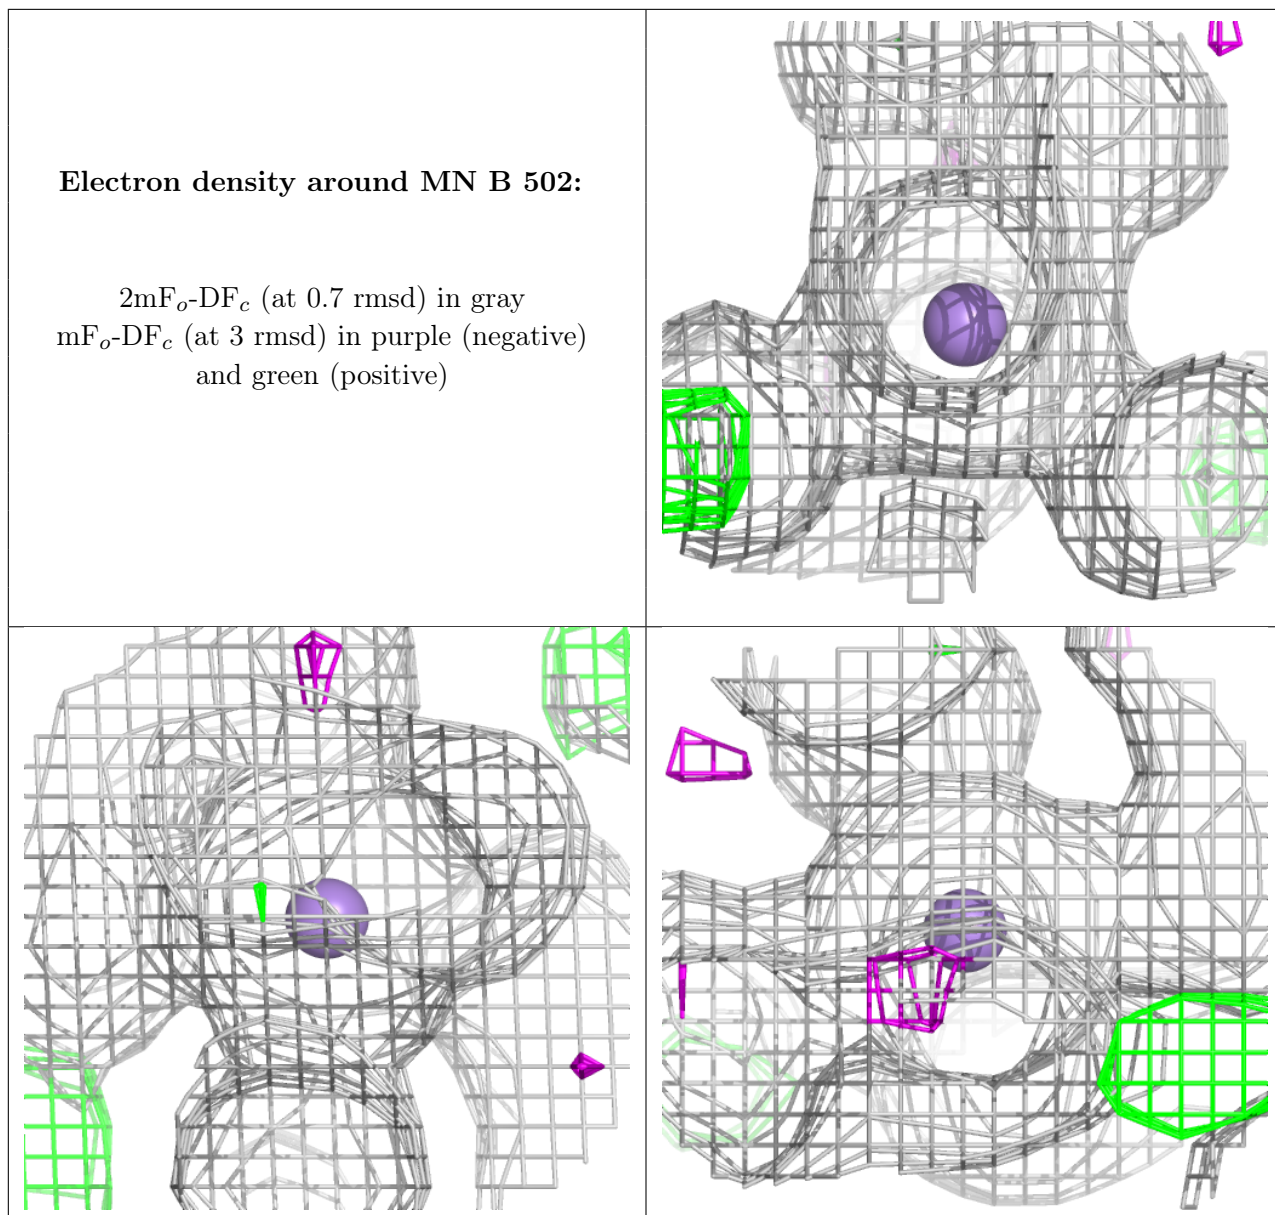 Electron density around MN B 502:
2mFo-DFc (at 0.7 rmsd) in gray
mFo-DFc (at 3 rmsd) in purple (negative)
and green (positive)